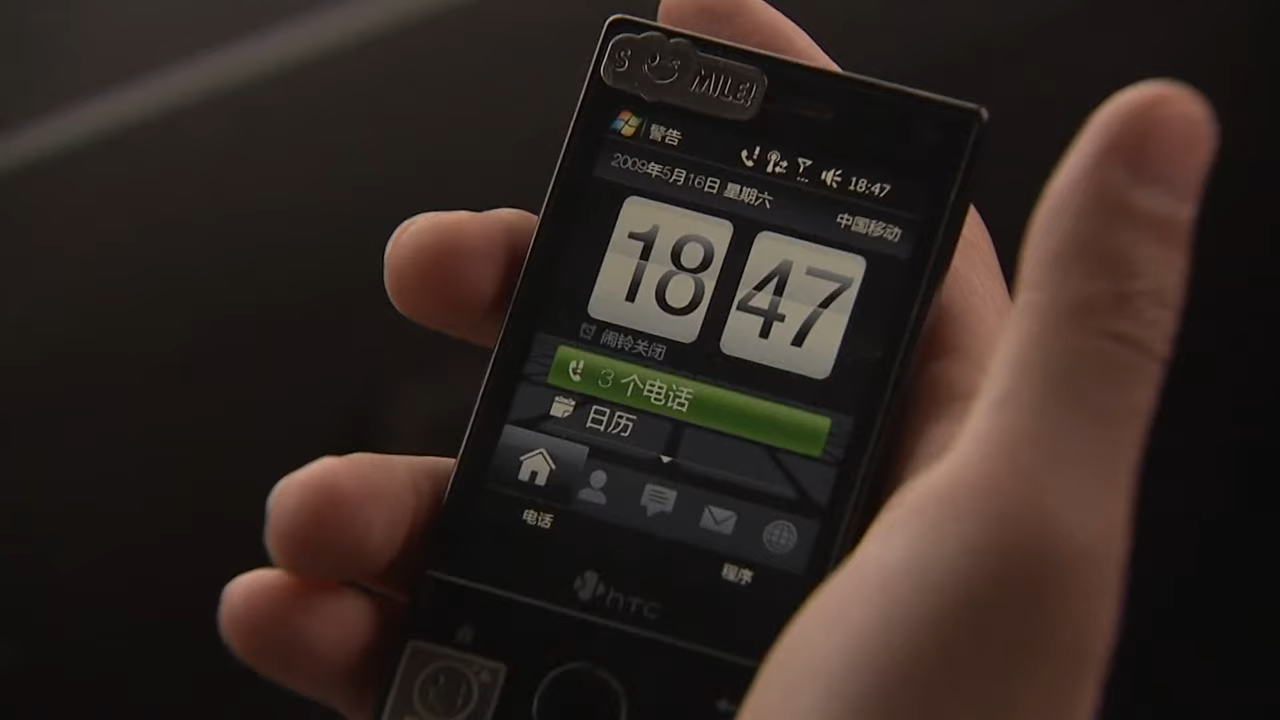 S MILE!
警告 18:47
2009年5月16日 星期六
中国移动
18 47
闹铃关闭
3 个电话
日历
电话
程序
hTC